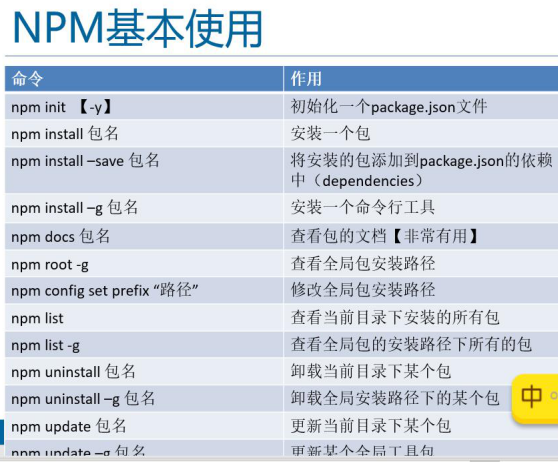 NPM基本使用
命令 作用
npm init 【-y】 初始化一个package.json文件
npm install 包名 安装一个包
npm install –save 包名 将安装的包添加到package.json的依赖
中（dependencies）
npm install –g 包名 安装一个命令行工具
npm docs 包名 查看包的文档【非常有用】
npm root -g 查看全局包安装路径
npm config set prefix “路径” 修改全局包安装路径
npm list 查看当前目录下安装的所有包
npm list -g 查看全局包的安装路径下所有的包
npm uninstall 包名 卸载当前目录下某个包
npm uninstall –g 包名 卸载全局安装路径下的某个包
中
npm update 包名 更新当前目录下某个包
npm update –g 包名 更新某个全局工具包